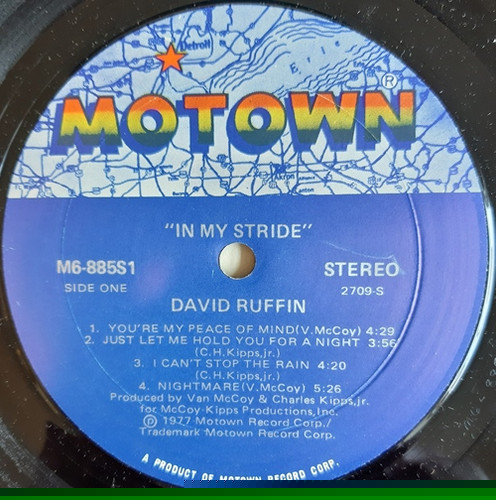 Detroit
Erie
MOTOWN®
Akron
"IN MY STRIDE"
M6-885S1
STEREO
SIDE ONE
2709-S
DAVID RUFFIN
1. YOU'RE MY PEACE OF MIND(V.McCoy) 4:29
2. JUST LET ME HOLD YOU FOR A NIGHT 3:56
(C.H.Kipps,jr.)
3. I CAN'T STOP THE RAIN 4:20
(C.H.Kipps,jr.)
4. NIGHTMARE(V.McCoy) 5:26
Produced by Van McCoy & Charles Kipps,jr.
for McCoy-Kipps Productions,Inc.
℗ 1977 Motown Record Corp./
Trademark Motown Record Corp.
A PRODUCT OF MOTOWN RECORD CORP.